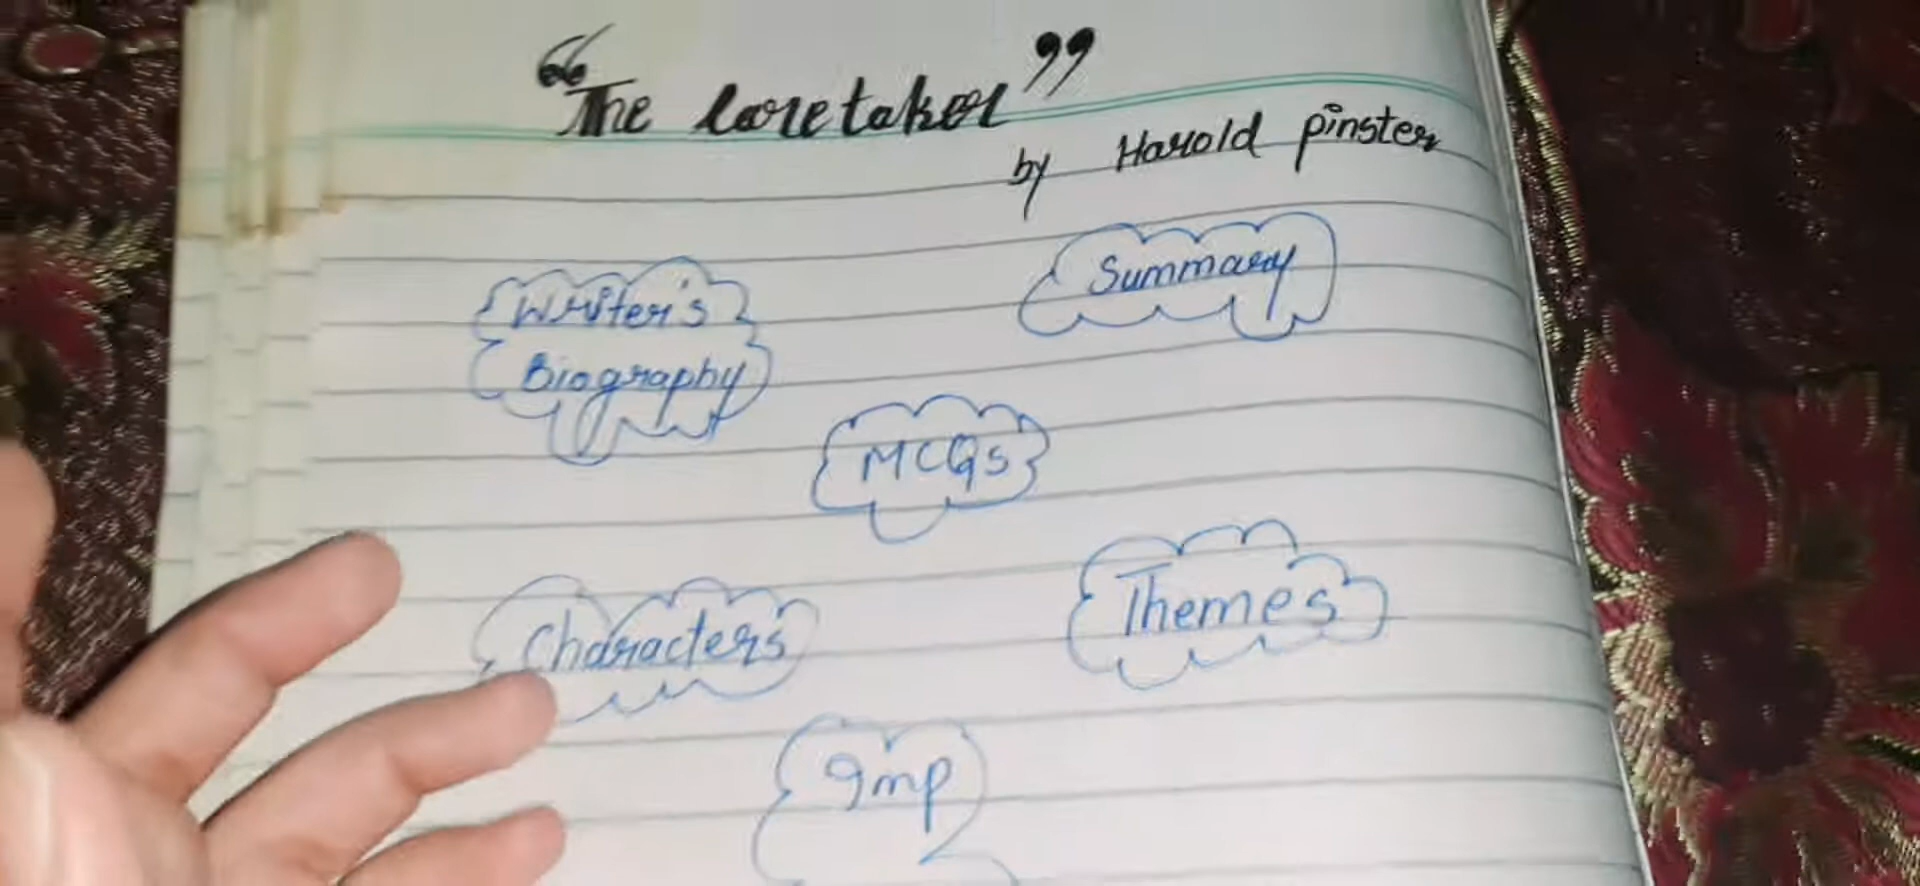 "The Caretaker"
by Harold pinster
Writer's
Biography
Summary
MCQs
Characters
Themes
Imp